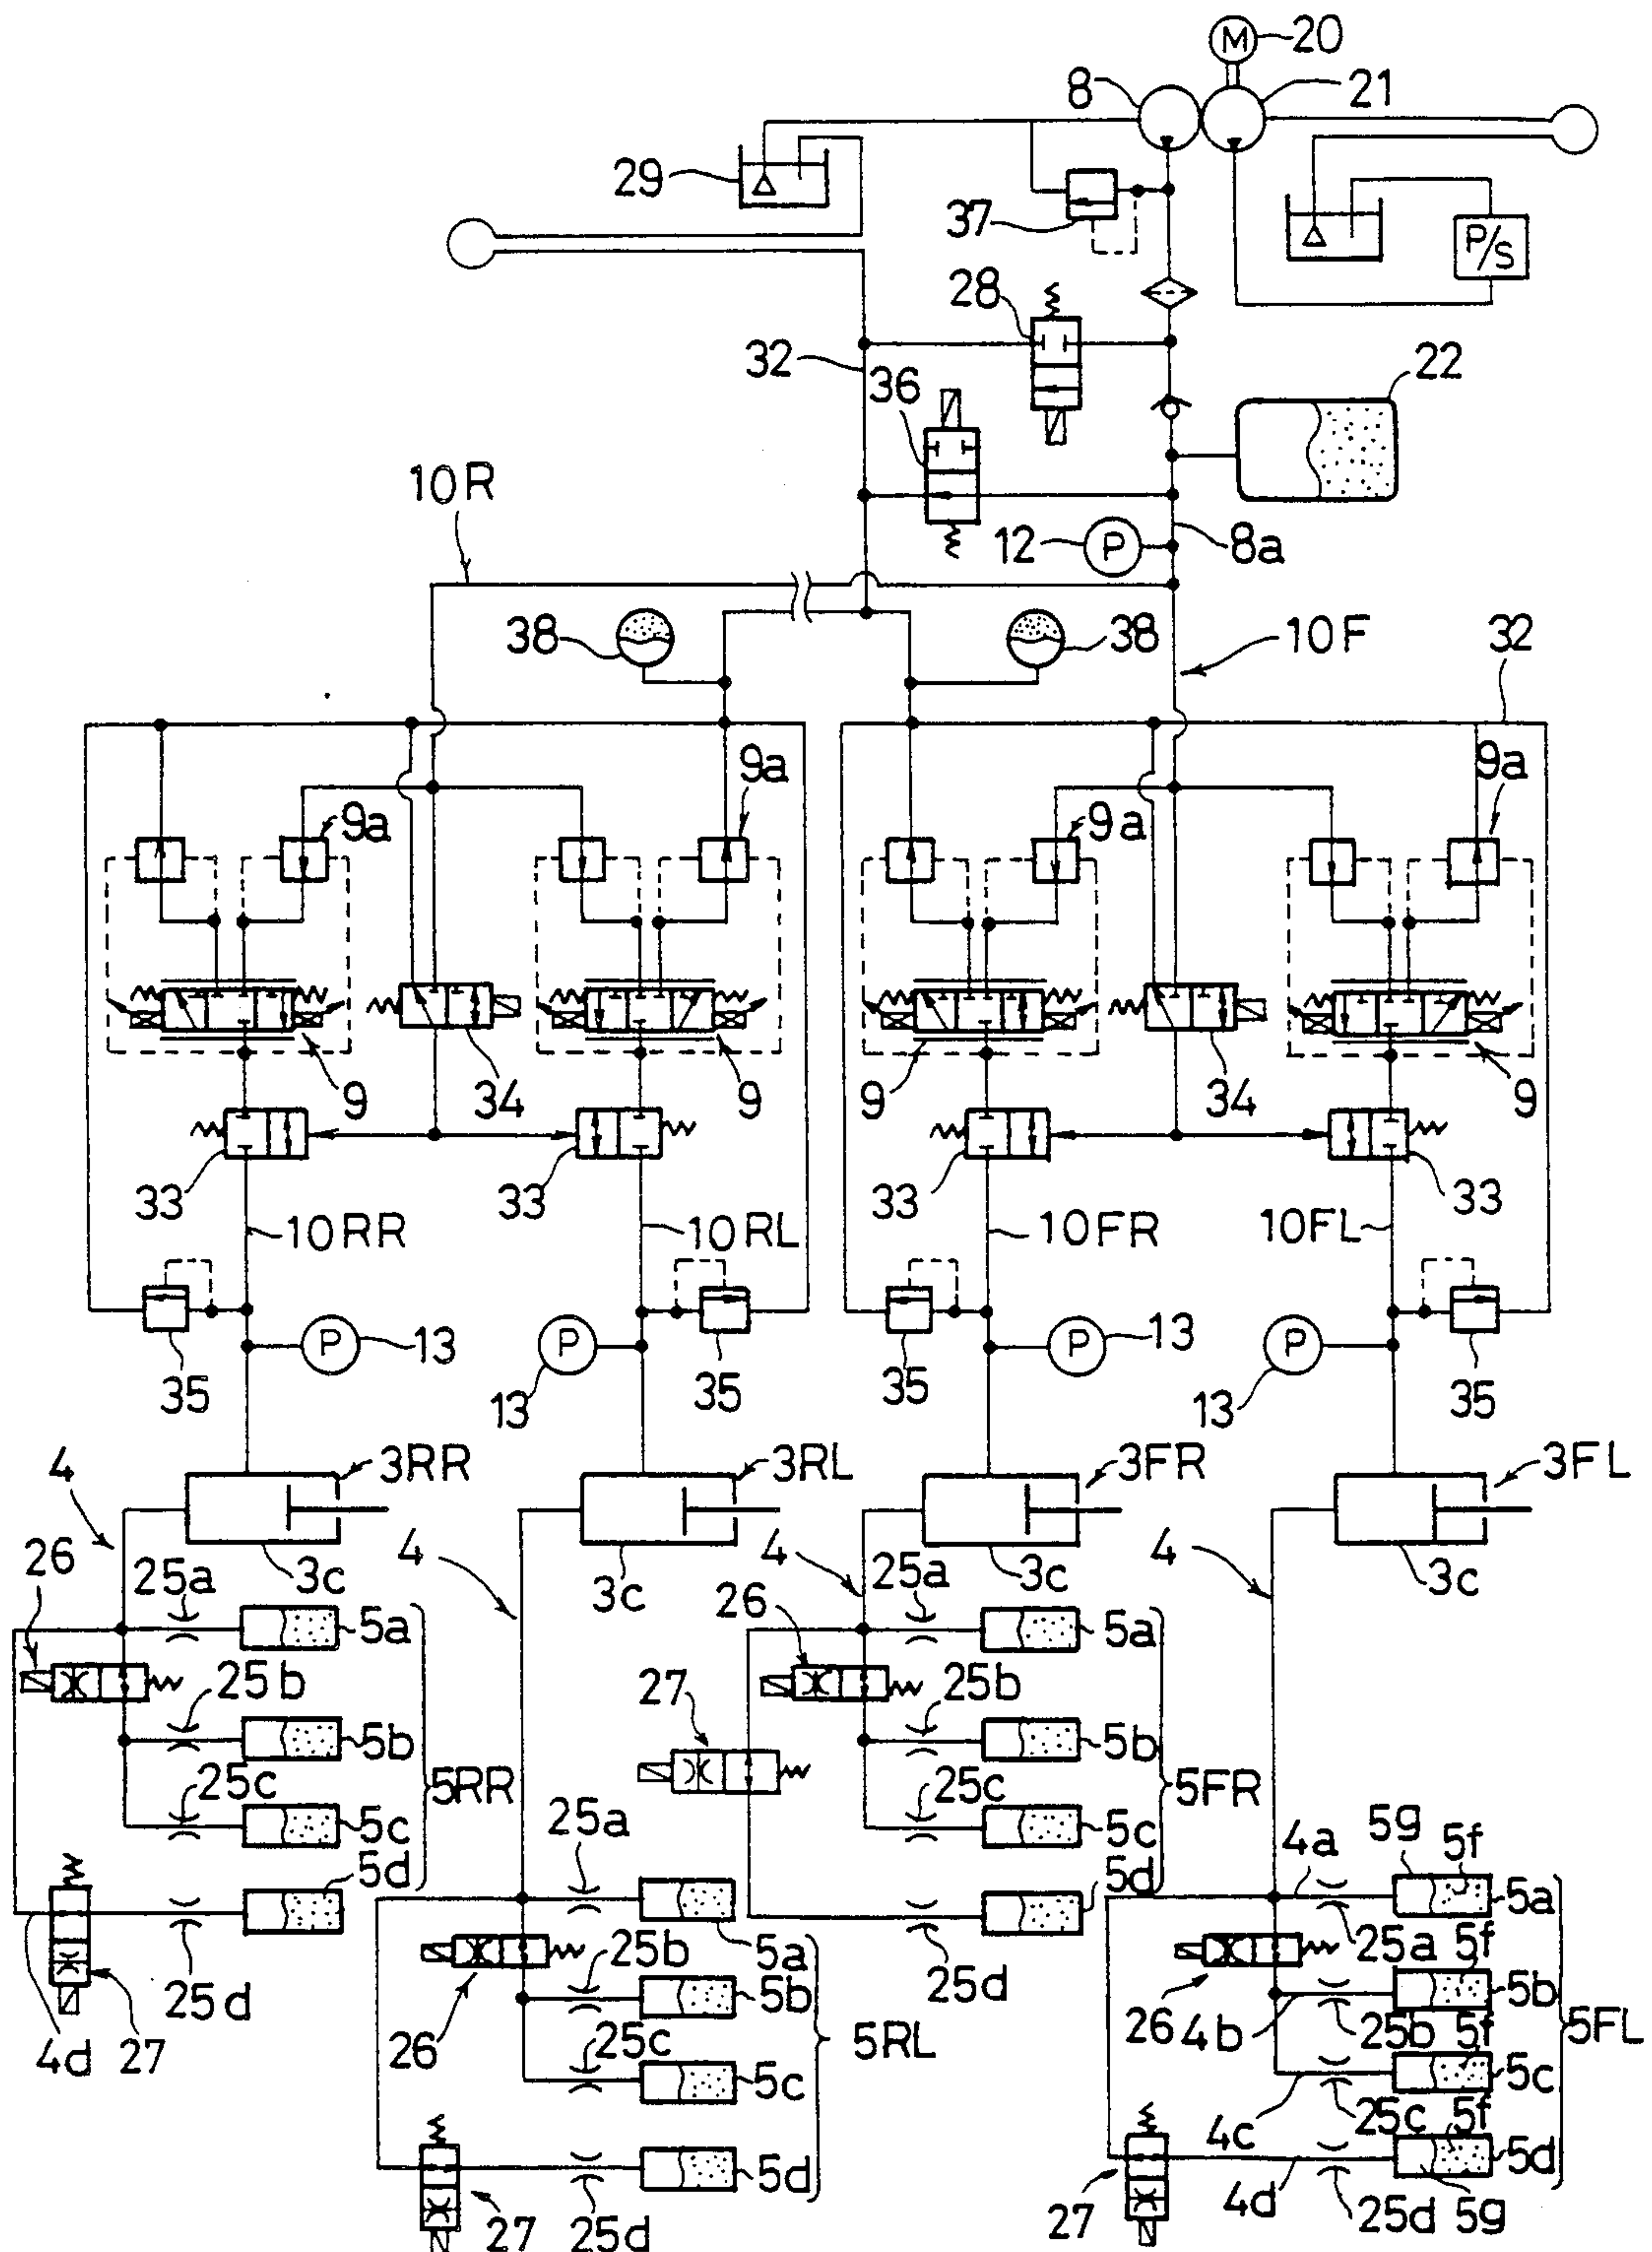 M 20
8 21
29
37
P/S
28
32
22
36
10R
12 P 8a
38 38 10F 32
9a 9a 9a 9a
9 34 9 9 34 9
33 33 33 33
10RR 10RL 10FR 10FL
P 13 P P 13 P
35 13 35 35 13 35
4 3RR 3RL 3FR 3FL
26 25a 3c 4 3c 4 25a 3c 4 3c
5a 26 5a
25b 27 25b
5b 5b
25c 5RR 25c 5FR
5c 25a 5c 4a 5g 5f
5d 5d 5a
25b 5a 25a 5f
25d 5b 25d 26 5b
4d 27 26 25c 5RL 4b 25b 5f 5FL
5c 5c
4c 25c 5f
5d 5d
27 25d 27 4d 25d 5g